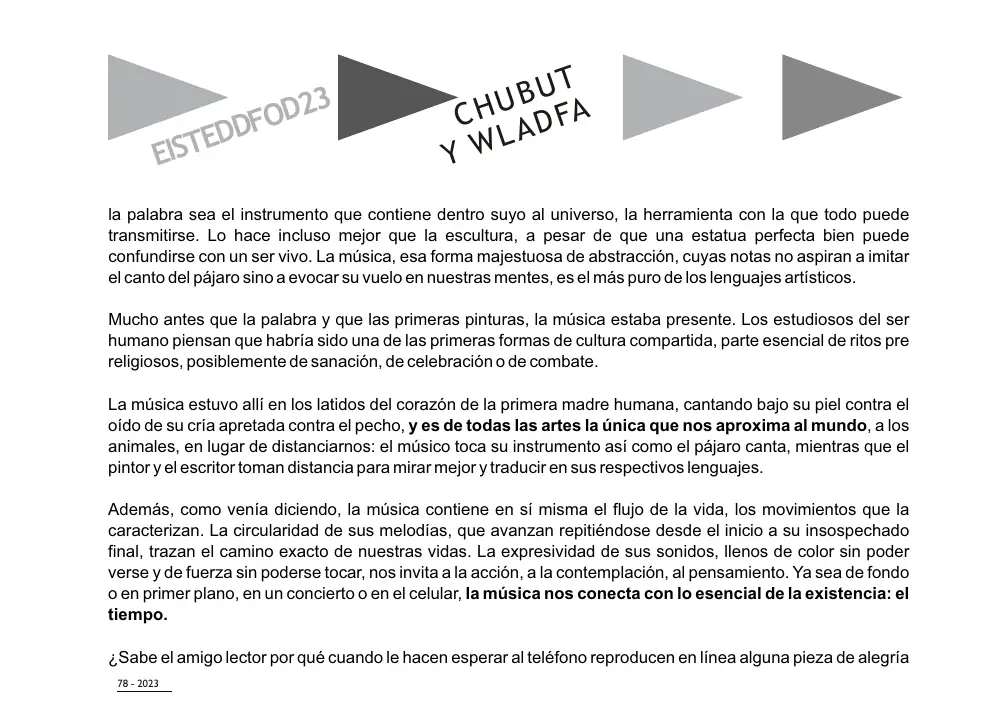 EISTEDDFOD23
CHUBUT
Y WLADFA
la palabra sea el instrumento que contiene dentro suyo al universo, la herramienta con la que todo puede
transmitirse. Lo hace incluso mejor que la escultura, a pesar de que una estatua perfecta bien puede
confundirse con un ser vivo. La música, esa forma majestuosa de abstracción, cuyas notas no aspiran a imitar
el canto del pájaro sino a evocar su vuelo en nuestras mentes, es el más puro de los lenguajes artísticos.
Mucho antes que la palabra y que las primeras pinturas, la música estaba presente. Los estudiosos del ser
humano piensan que habría sido una de las primeras formas de cultura compartida, parte esencial de ritos pre
religiosos, posiblemente de sanación, de celebración o de combate.
La música estuvo allí en los latidos del corazón de la primera madre humana, cantando bajo su piel contra el
oído de su cría apretada contra el pecho, y es de todas las artes la única que nos aproxima al mundo, a los
animales, en lugar de distanciarnos: el músico toca su instrumento así como el pájaro canta, mientras que el
pintor y el escritor toman distancia para mirar mejor y traducir en sus respectivos lenguajes.
Además, como venía diciendo, la música contiene en sí misma el flujo de la vida, los movimientos que la
caracterizan. La circularidad de sus melodías, que avanzan repitiéndose desde el inicio a su insospechado
final, trazan el camino exacto de nuestras vidas. La expresividad de sus sonidos, llenos de color sin poder
verse y de fuerza sin poderse tocar, nos invita a la acción, a la contemplación, al pensamiento. Ya sea de fondo
o en primer plano, en un concierto o en el celular, la música nos conecta con lo esencial de la existencia: el
tiempo.
¿Sabe el amigo lector por qué cuando le hacen esperar al teléfono reproducen en línea alguna pieza de alegría
78 - 2023